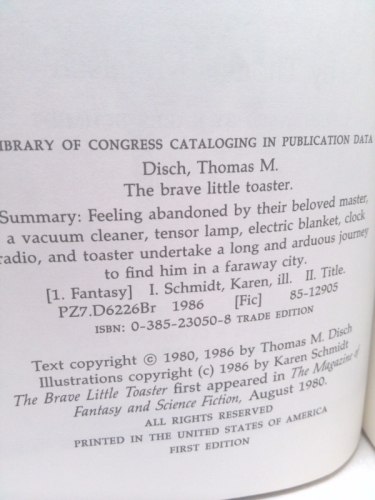 IBRARY OF CONGRESS CATALOGING IN PUBLICATION DATA
Disch, Thomas M.
The brave little toaster.
Summary: Feeling abandoned by their beloved master,
a vacuum cleaner, tensor lamp, electric blanket, clock
radio, and toaster undertake a long and arduous journey
to find him in a faraway city.
[1. Fantasy] I. Schmidt, Karen, ill. II. Title.
PZ7.D6226Br 1986 [Fic] 85-12905
ISBN: 0-385-23050-8 TRADE EDITION
Text copyright © 1980, 1986 by Thomas M. Disch
Illustrations copyright (c) 1986 by Karen Schmidt
The Brave Little Toaster first appeared in The Magazine of
Fantasy and Science Fiction, August 1980.
ALL RIGHTS RESERVED
PRINTED IN THE UNITED STATES OF AMERICA
FIRST EDITION